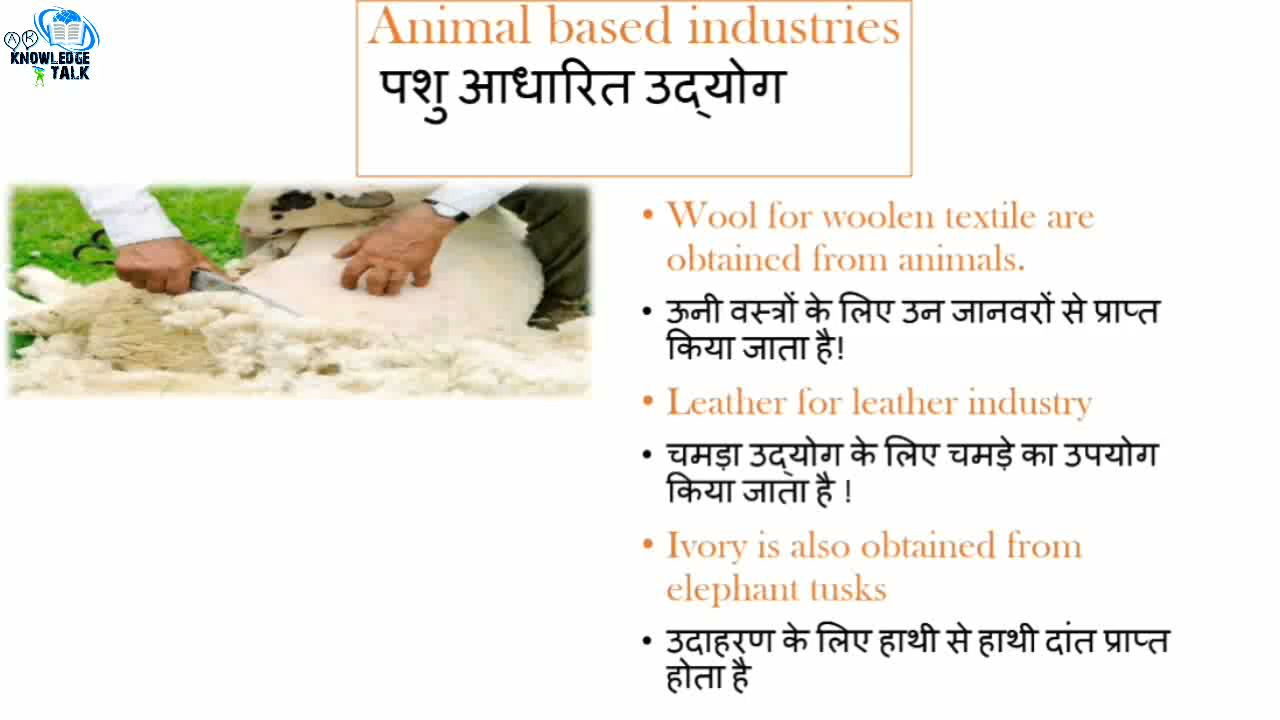 AK
KNOWLEDGE
TALK
Animal based industries
पशु आधारित उद्योग
• Wool for woolen textile are
obtained from animals.
• ऊनी वस्त्रों के लिए उन जानवरों से प्राप्त
किया जाता है!
• Leather for leather industry
• चमड़ा उद्योग के लिए चमड़े का उपयोग
किया जाता है !
• Ivory is also obtained from
elephant tusks
• उदाहरण के लिए हाथी से हाथी दांत प्राप्त
होता है